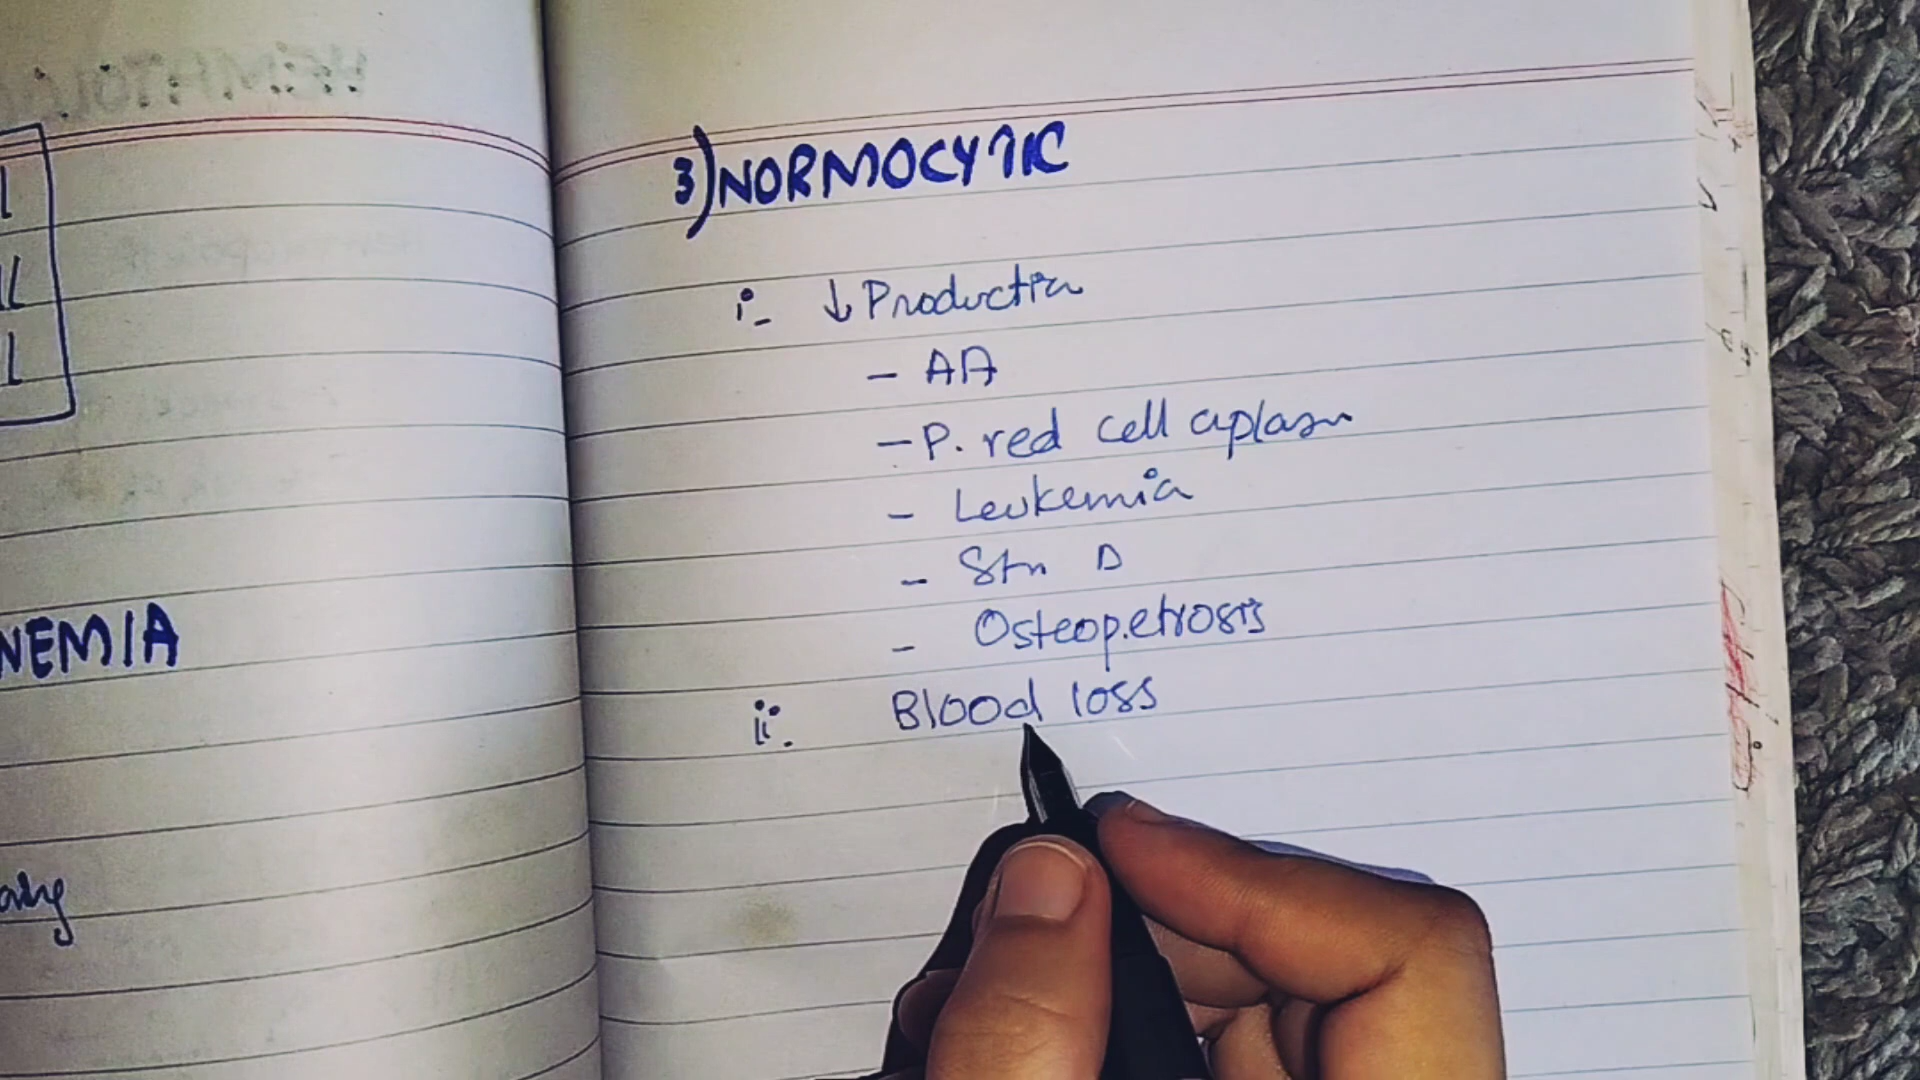 NEMIA
3) NORMOCYTIC
i- ↓ Production
- AA
- P. red cell aplasia
- Leukemia
- Stn D
- Osteopetrosis
ii. Blood loss